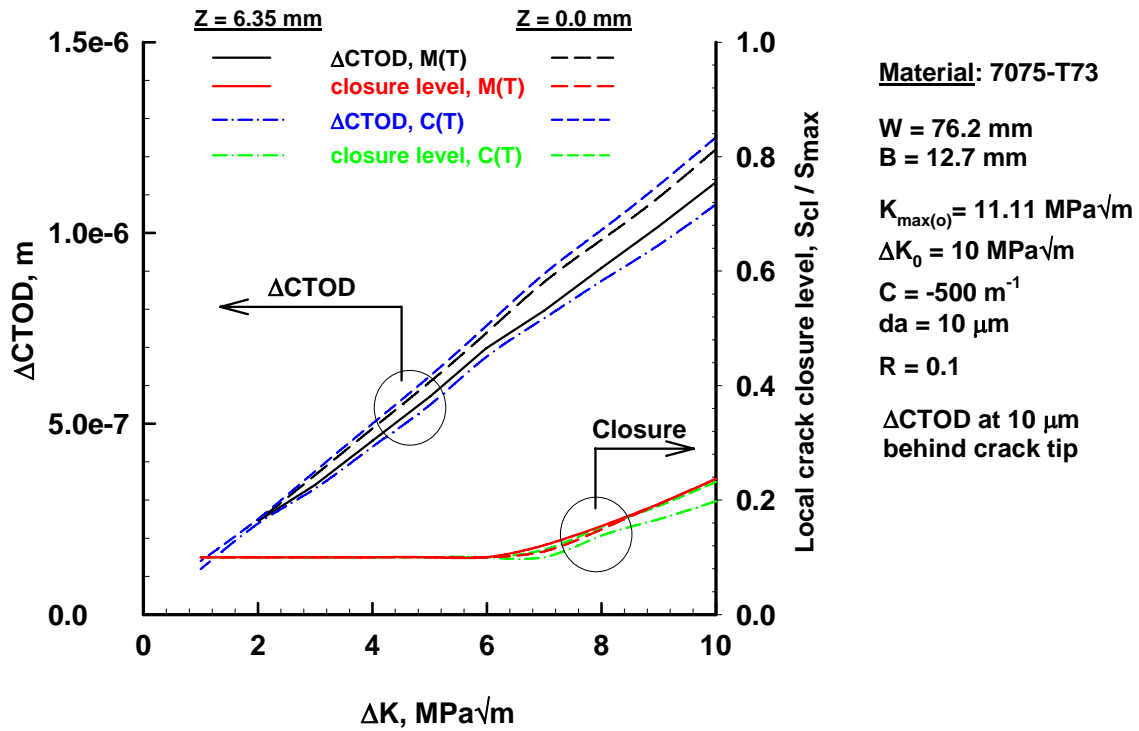 Z = 6.35 mm Z = 0.0 mm
ΔCTOD, M(T)
closure level, M(T)
ΔCTOD, C(T)
closure level, C(T)
1.5e-6
1.0e-6
5.0e-7
0.0
ΔCTOD, m
ΔCTOD
Closure
1.0
0.8
0.6
0.4
0.2
0.0
Local crack closure level, Scl / Smax
0 2 4 6 8 10
ΔK, MPa√m
Material: 7075-T73
W = 76.2 mm
B = 12.7 mm
Kmax(o)= 11.11 MPa√m
ΔK0 = 10 MPa√m
C = -500 m-1
da = 10 μm
R = 0.1
ΔCTOD at 10 μm
behind crack tip